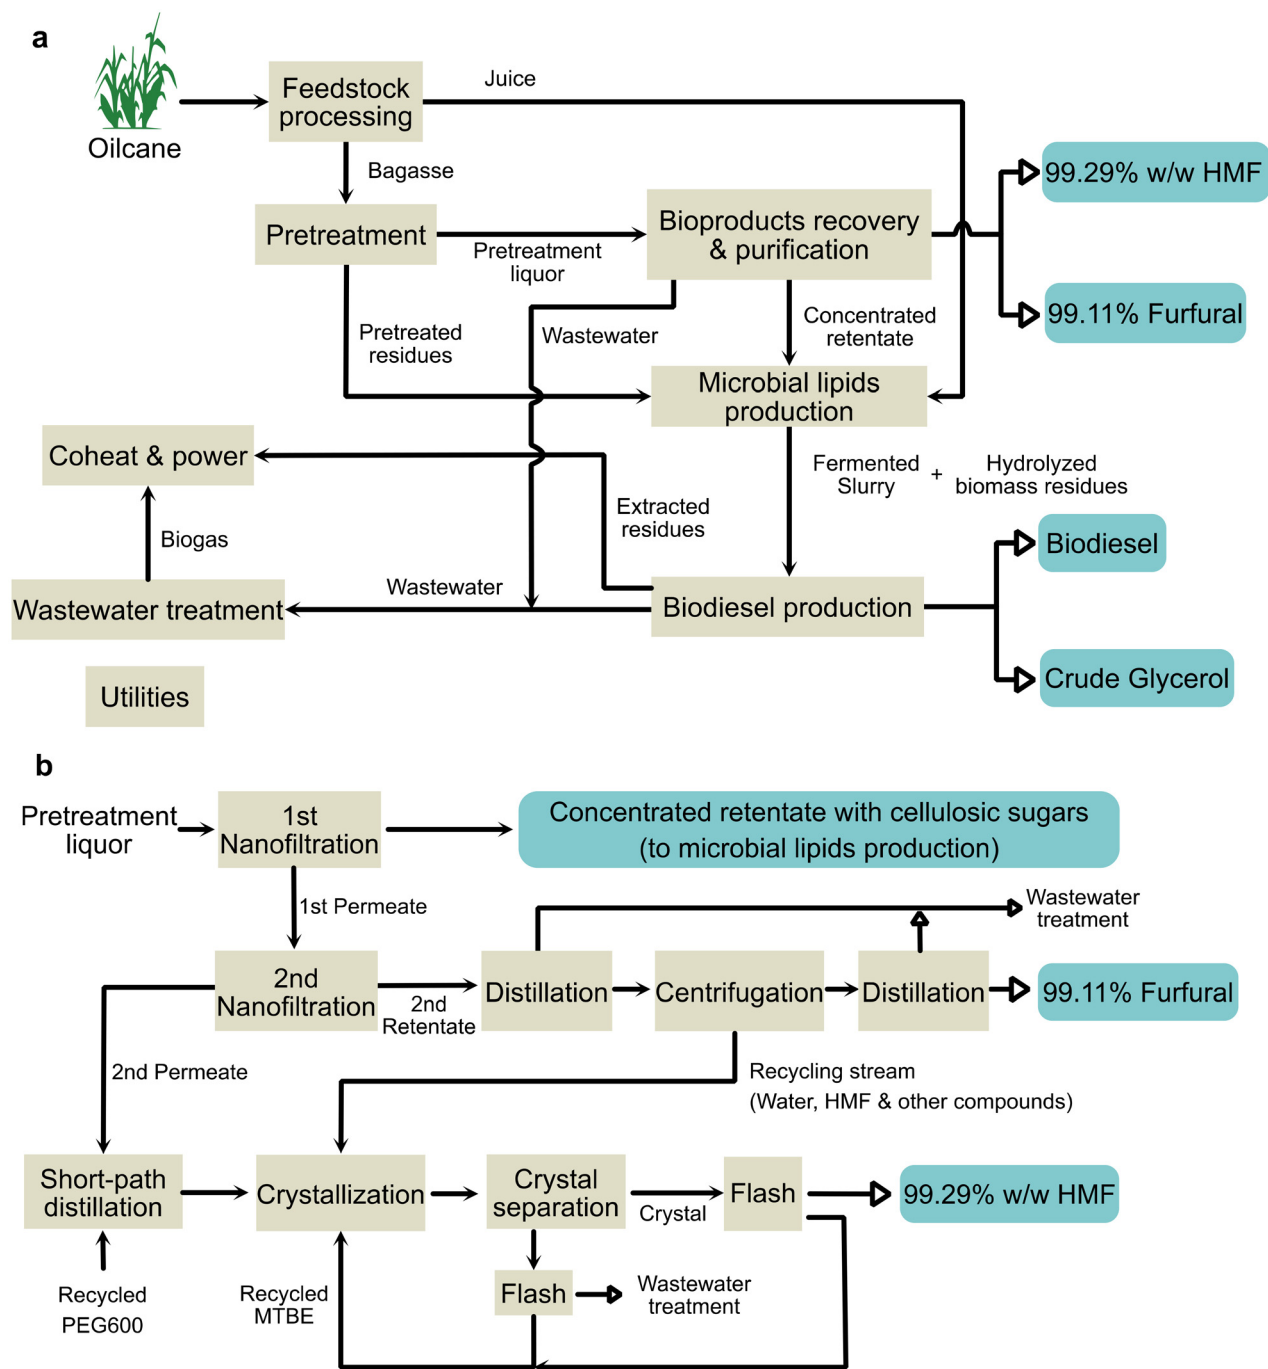 a
Oilcane
Feedstock
processing
Juice
Bagasse
Pretreatment
Pretreatment
liquor
Bioproducts recovery
& purification
99.29% w/w HMF
99.11% Furfural
Pretreated
residues
Wastewater
Concentrated
retentate
Microbial lipids
production
Coheat & power
Fermented
Slurry
+
Hydrolyzed
biomass residues
Extracted
residues
Biogas
Biodiesel
Wastewater treatment
Wastewater
Biodiesel production
Crude Glycerol
Utilities
b
Pretreatment
liquor
1st
Nanofiltration
Concentrated retentate with cellulosic sugars
(to microbial lipids production)
1st Permeate
Wastewater
treatment
2nd
Nanofiltration
2nd
Retentate
Distillation
Centrifugation
Distillation
99.11% Furfural
2nd Permeate
Recycling stream
(Water, HMF & other compounds)
Short-path
distillation
Crystallization
Crystal
separation
Crystal
Flash
99.29% w/w HMF
Recycled
PEG600
Recycled
MTBE
Flash
Wastewater
treatment